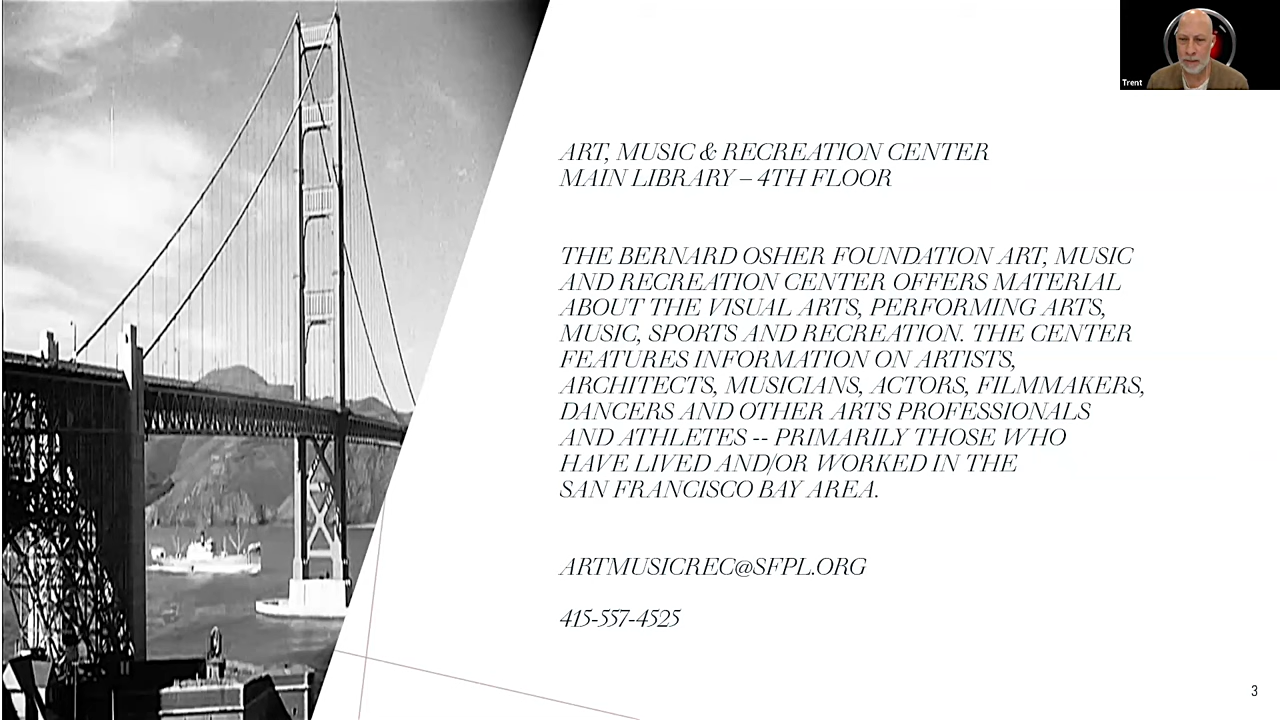 Trent
ART, MUSIC & RECREATION CENTER
MAIN LIBRARY – 4TH FLOOR
THE BERNARD OSHER FOUNDATION ART, MUSIC
AND RECREATION CENTER OFFERS MATERIAL
ABOUT THE VISUAL ARTS, PERFORMING ARTS,
MUSIC, SPORTS AND RECREATION. THE CENTER
FEATURES INFORMATION ON ARTISTS,
ARCHITECTS, MUSICIANS, ACTORS, FILMMAKERS,
DANCERS AND OTHER ARTS PROFESSIONALS
AND ATHLETES -- PRIMARILY THOSE WHO
HAVE LIVED AND/OR WORKED IN THE
SAN FRANCISCO BAY AREA.
ARTMUSICREC@SFPL.ORG
415-557-4525
3